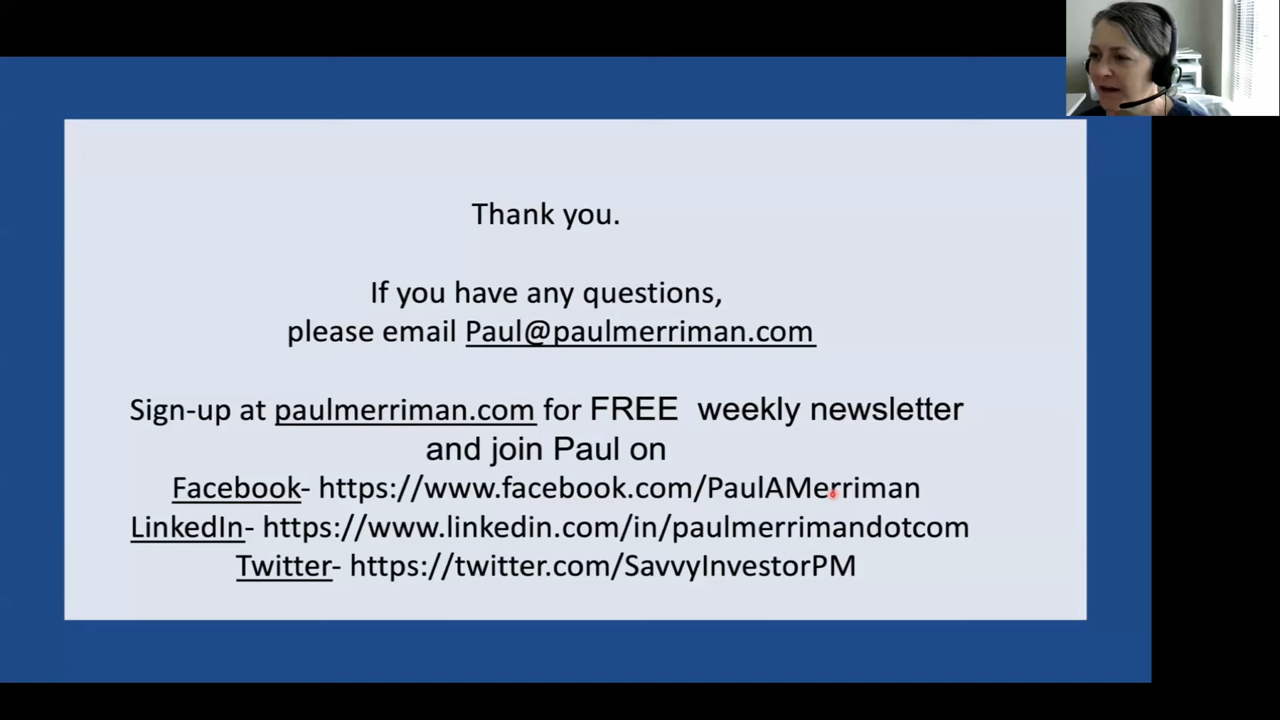 Thank you.
If you have any questions,
please email Paul@paulmerriman.com
Sign-up at paulmerriman.com for FREE  weekly newsletter
and join Paul on
Facebook- https://www.facebook.com/PaulAMerriman
LinkedIn- https://www.linkedin.com/in/paulmerrimandotcom
Twitter- https://twitter.com/SavvyInvestorPM